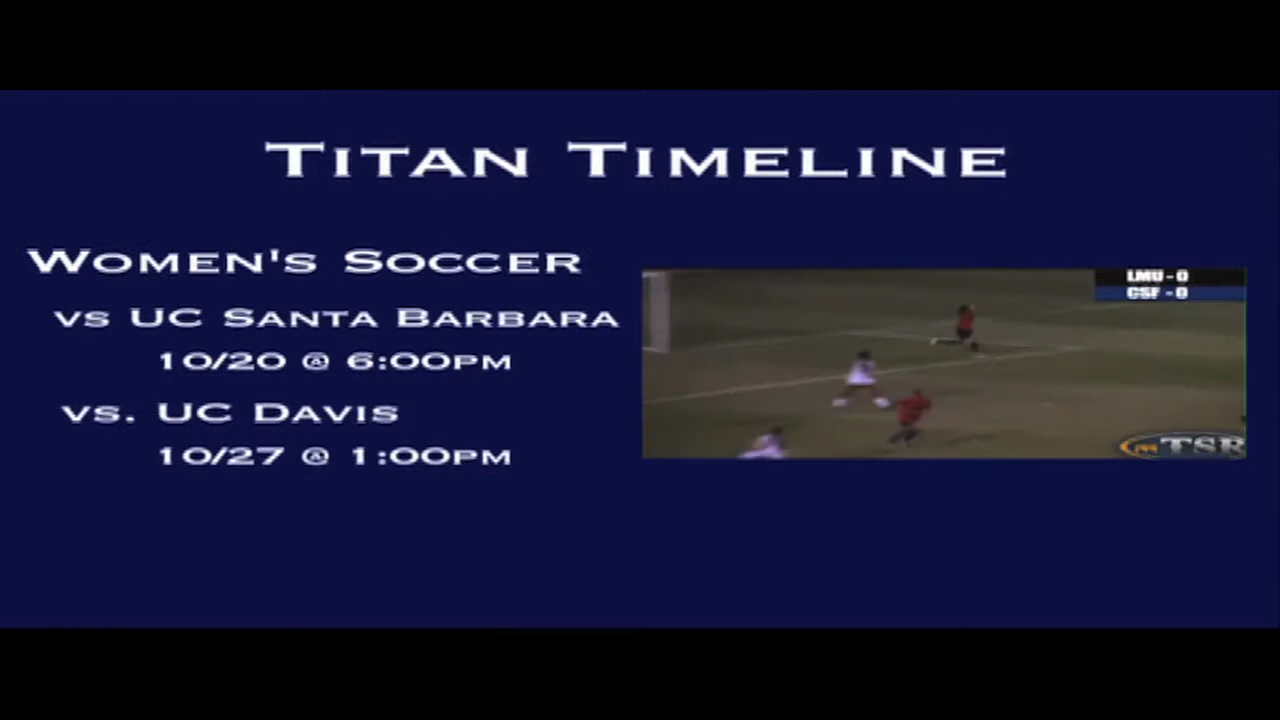 TITAN TIMELINE
WOMEN'S SOCCER
VS UC SANTA BARBARA
10/20 @ 6:00PM
VS. UC DAVIS
10/27 @ 1:00PM
LMU - 0
CSF - 0
TSR